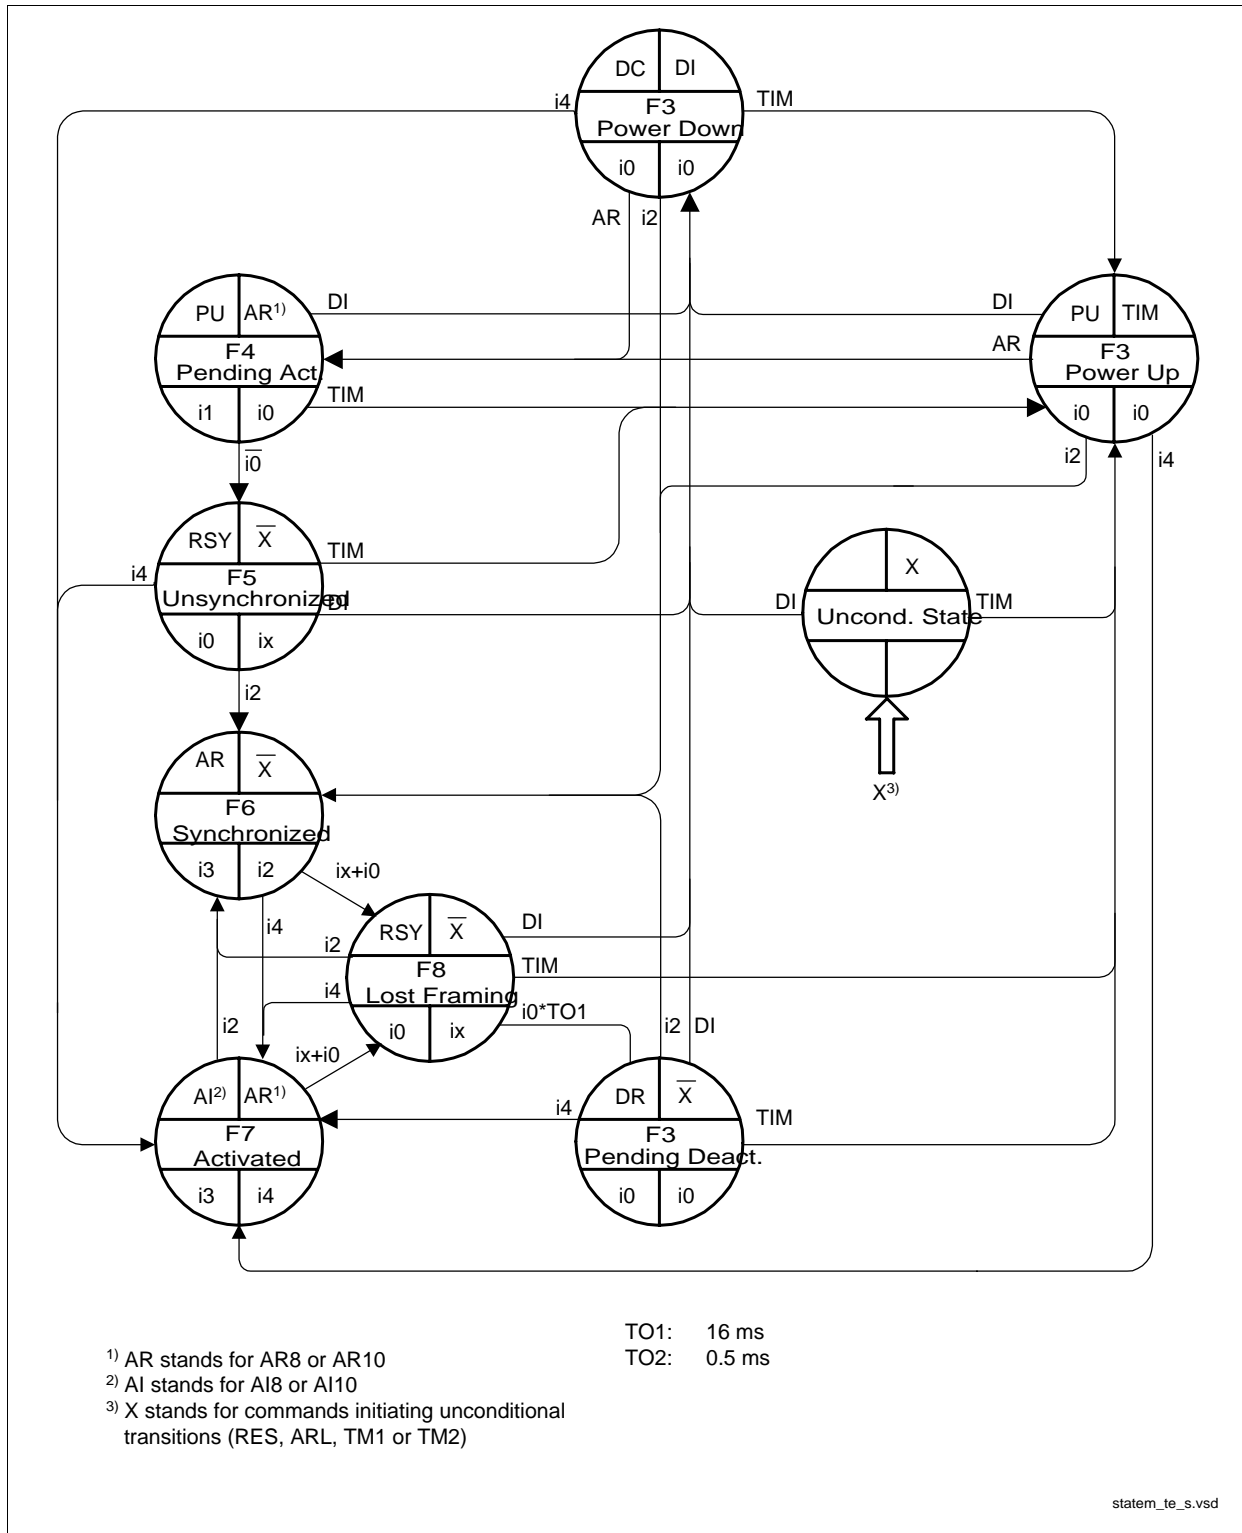 DC DI
i4
F3
TIM
Power Down
i0 i0
AR i2
PU AR1)
DI
DI
PU TIM
F4
AR
F3
Pending Act.
Power Up
TIM
i1 i0
i0 i0
i̅0̅
i2
i4
RSY X̅
TIM
X
i4
F5
Unsynchronized
DI
DI
TIM
Uncond. State
i0 ix
i2
AR X̅
X3)
F6
Synchronized
i3 i2
ix+i0
i4
RSY X̅
DI
i2
F8
TIM
i4
Lost Framing
i0*TO1
i0 ix
i2
i2 DI
ix+i0
AI2) AR1)
DR X̅
i4
TIM
F7
F3
Activated
Pending Deact.
i3 i4
i0 i0
TO1: 16 ms
TO2: 0.5 ms
1) AR stands for AR8 or AR10
2) AI stands for AI8 or AI10
3) X stands for commands initiating unconditional
transitions (RES, ARL, TM1 or TM2)
statem_te_s.vsd